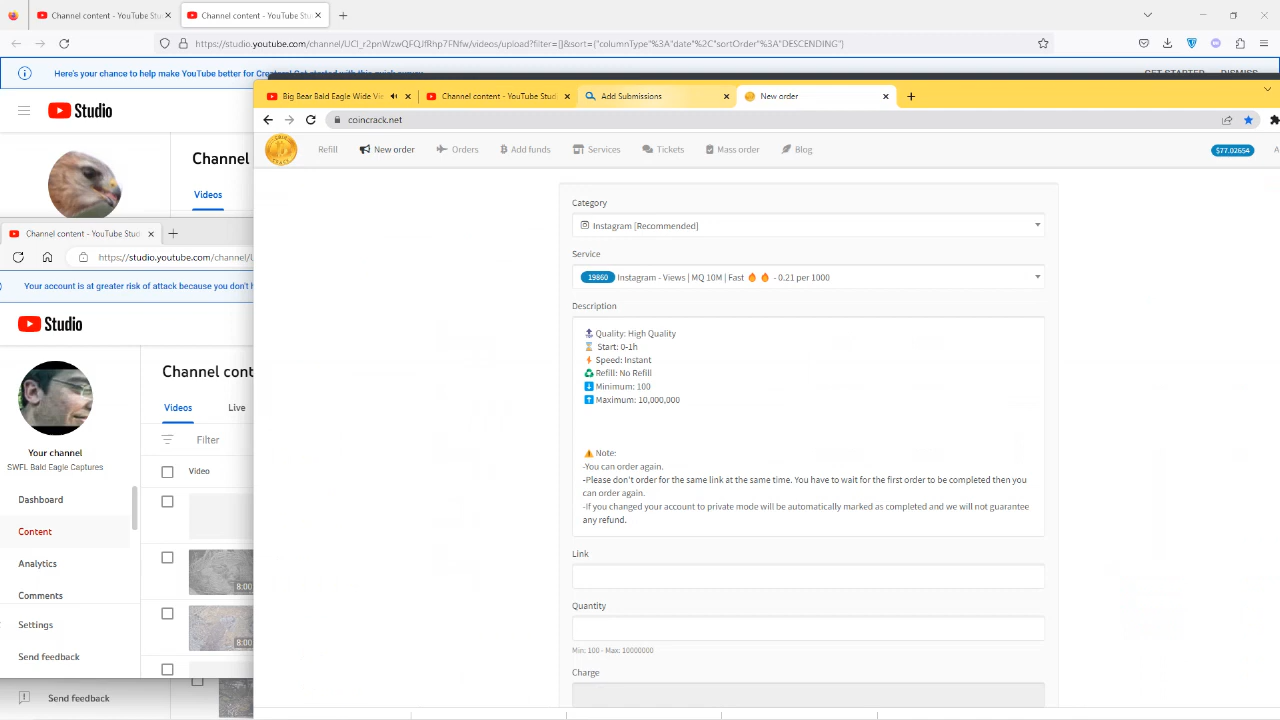 Channel content - YouTube Stu
Channel content - YouTube Stu
https://studio.youtube.com/channel/UCI_r2pnWzwQFQJfRhp7FNfw/videos/upload?filter=[]&sort={"columnType"%3A"date"%2C"sortOrder"%3A"DESCENDING"}
Here's your chance to help make YouTube better for Creators!
Studio
Channel
Videos
Channel content - YouTube Stud
https://studio.youtube.com/channel/
Your account is at greater risk of attack because you don't h
Studio
Channel cont
Videos
Live
Filter
Your channel
SWFL Bald Eagle Captures
Video
Dashboard
Content
Analytics
Comments
Settings
Send feedback
8:00
8:00
Send feedback
Big Bear Bald Eagle Wide Vie
Channel content - YouTube Stud
Add Submissions
New order
coincrack.net
Refill
New order
Orders
Add funds
Services
Tickets
Mass order
Blog
$77.02654
A
Category
Instagram [Recommended]
Service
19860 Instagram - Views | MQ 10M | Fast 🔥 🔥 - 0.21 per 1000
Description
Quality: High Quality
⌛ Start: 0-1h
⚡ Speed: Instant
♻ Refill: No Refill
⬇ Minimum: 100
⬆ Maximum: 10,000,000
⚠ Note:
-You can order again.
-Please don't order for the same link at the same time. You have to wait for the first order to be completed then you
can order again.
-If you changed your account to private mode will be automatically marked as completed and we will not guarantee
any refund.
Link
Quantity
Min: 100 - Max: 10000000
Charge